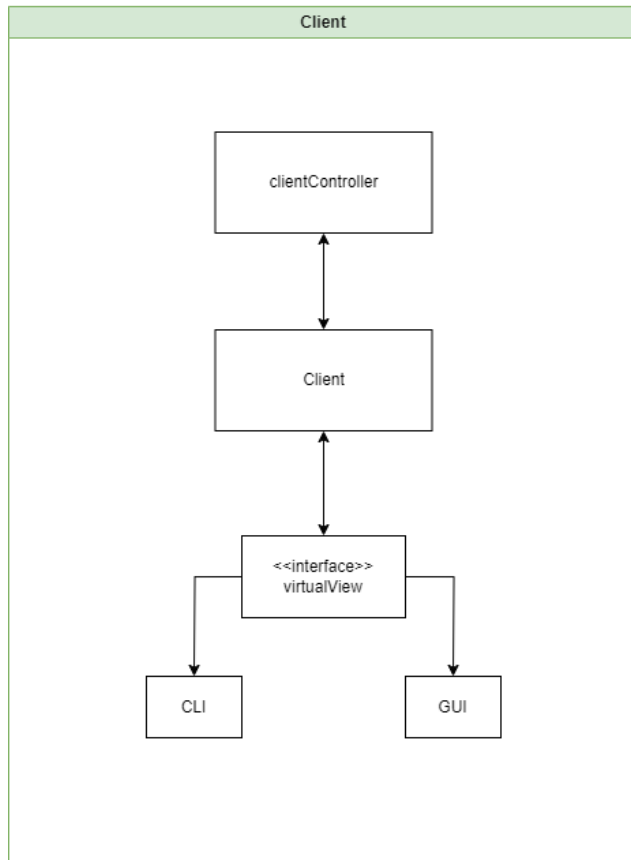 Client
clientController
Client
<<interface>>
virtualView
CLI
GUI